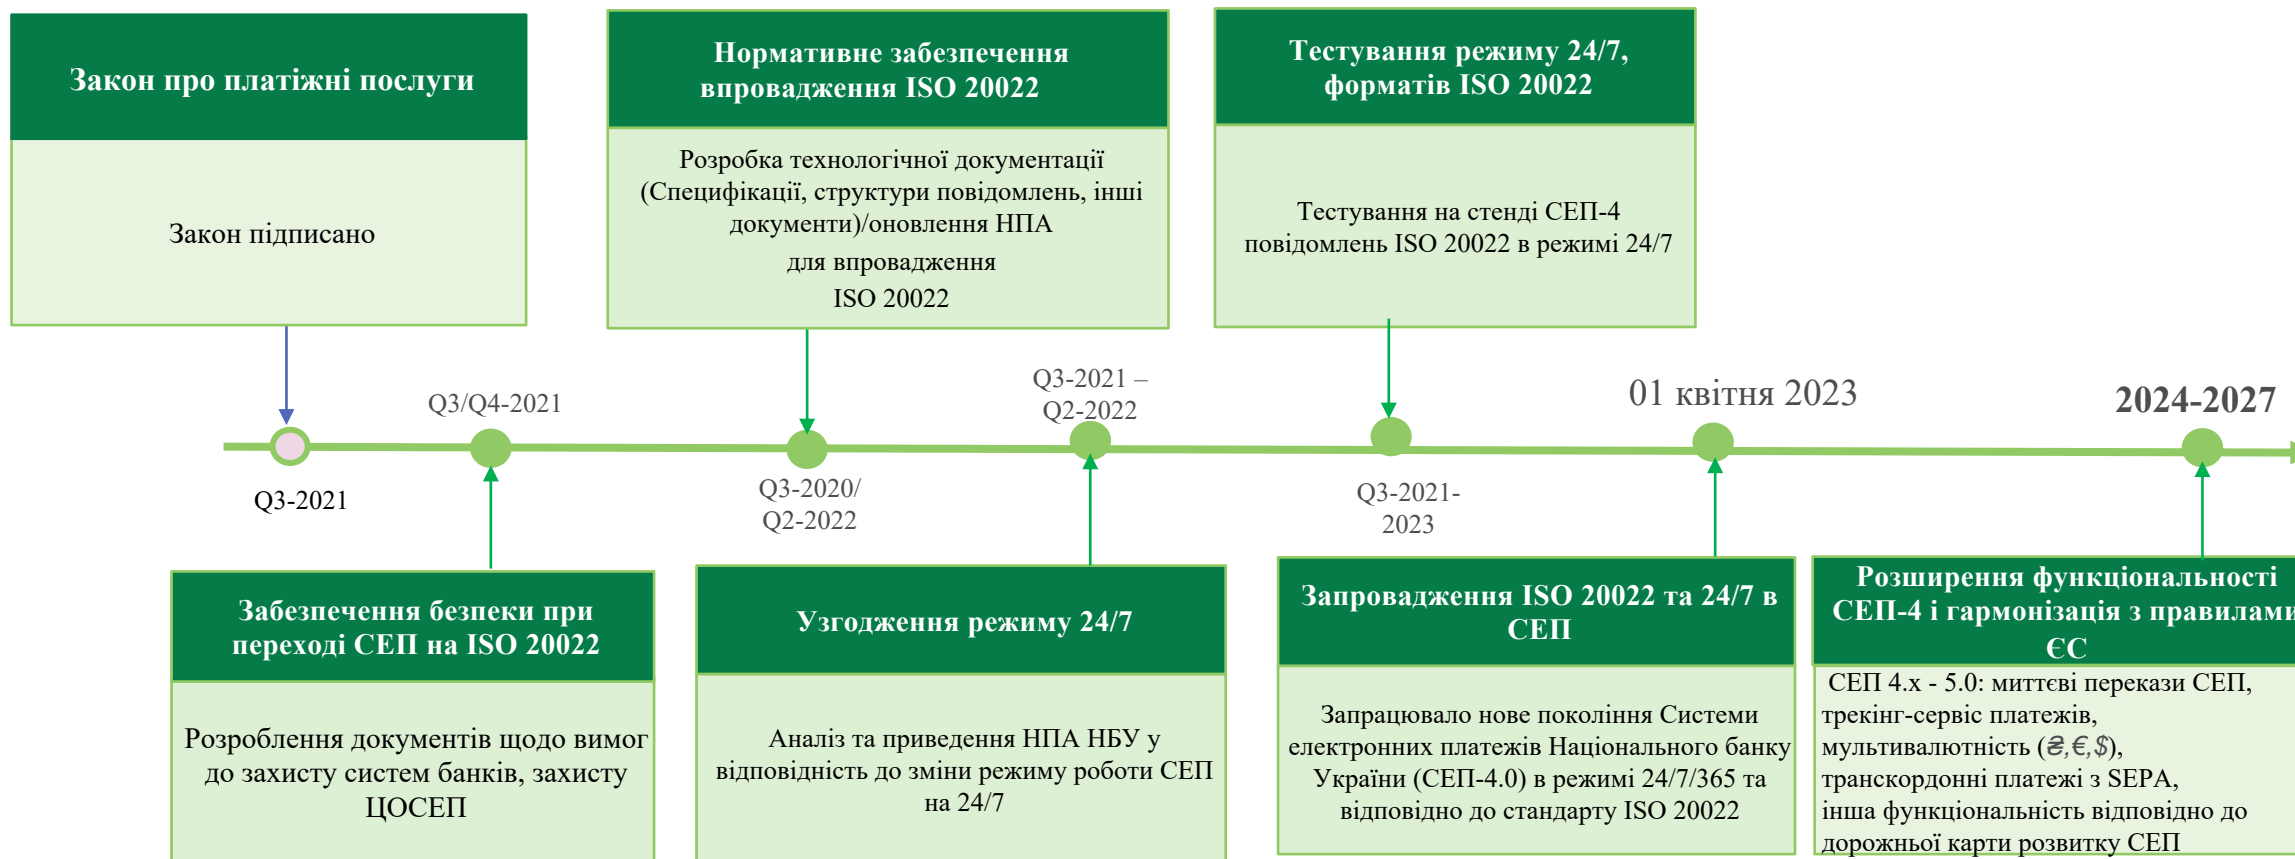 Закон про платіжні послуги
Закон підписано
Нормативне забезпечення
впровадження ISO 20022
Розробка технологічної документації
(Специфікації, структури повідомлень, інші
документи)/оновлення НПА
для впровадження
ISO 20022
Тестування режиму 24/7,
форматів ISO 20022
Тестування на стенді СЕП-4
повідомлень ISO 20022 в режимі 24/7
Q3-2021
Q3/Q4-2021
Q3-2020/
Q2-2022
Q3-2021 –
Q2-2022
Q3-2021-
2023
01 квітня 2023
2024-2027
Забезпечення безпеки при
переході СЕП на ISO 20022
Розроблення документів щодо вимог
до захисту систем банків, захисту
ЦОСЕП
Узгодження режиму 24/7
Аналіз та приведення НПА НБУ у
відповідність до зміни режиму роботи СЕП
на 24/7
Запровадження ISO 20022 та 24/7 в
СЕП
Запрацювало нове покоління Системи
електронних платежів Національного банку
України (СЕП-4.0) в режимі 24/7/365 та
відповідно до стандарту ISO 20022
Розширення функціональності
СЕП-4 і гармонізація з правилами
ЄС
СЕП 4.x - 5.0: миттєві перекази СЕП,
трекінг-сервіс платежів,
мультивалютність (₴,€,$),
транскордонні платежі з SEPA,
інша функціональність відповідно до
дорожньої карти розвитку СЕП